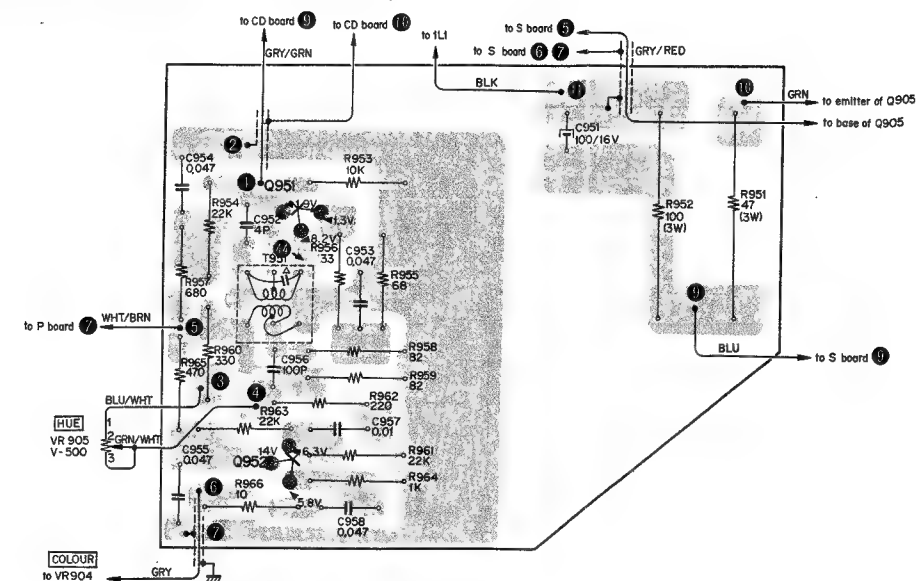 to CD board 9
to CD board 10
to 1L1
to S board 5
to S board 6 7
GRY/RED
GRY/GRN
BLK
11
10
GRN
to emitter of Q905
to base of Q905
C951
100/16V
2
C954
0.047
R953
10K
1
Q951
R954
22K
C952
4P
1.9V
1.3V
8.2V
R956
33
C953
0.047
T951
R955
68
R952
100
(3W)
R951
47
(3W)
R957
680
9
WHT/BRN
to P board 7
5
R960
330
R965
470
C956
100P
R958
82
BLU
to S board 9
3
4
R959
82
BLU/WHT
R963
22K
R962
220
HUE
VR 905
V-500
1
2
3
GRN/WHT
C957
0.01
C955
0.047
14V
6.3V
Q952
R961
22K
R964
1K
6
R966
10
5.8V
C958
0.047
7
COLOUR
to VR904
GRY